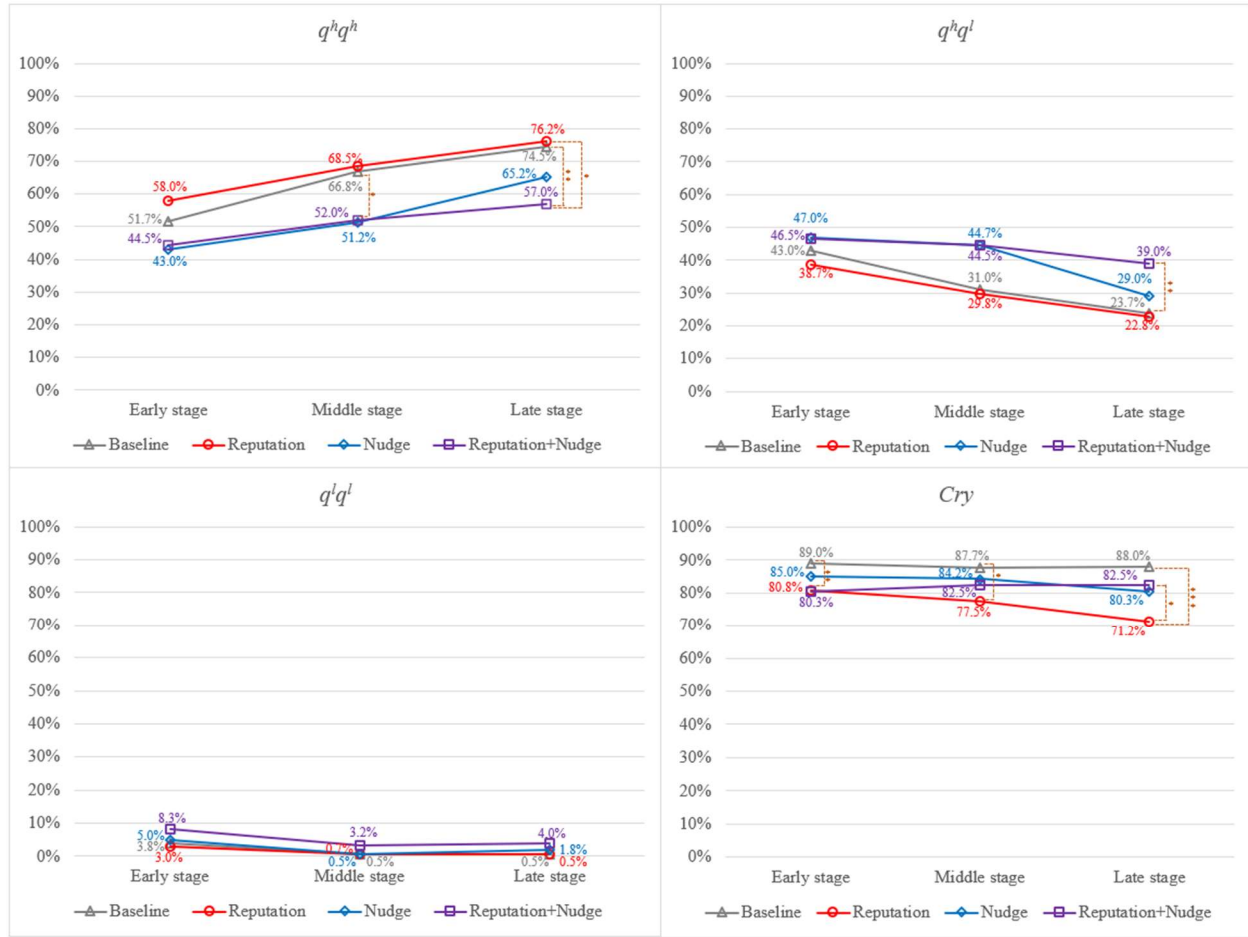 qʰqʰ
100%
90%
80%
70%
60%
50%
40%
30%
20%
10%
0%
51.7% 66.8% 74.5%
58.0% 68.5% 76.2%
43.0% 51.2% 65.2%
44.5% 52.0% 57.0%
* ** *
Early stage Middle stage Late stage
Baseline Reputation Nudge Reputation+Nudge
qʰqˡ
100%
90%
80%
70%
60%
50%
40%
30%
20%
10%
0%
43.0% 31.0% 23.7%
38.7% 29.8% 22.8%
47.0% 44.7% 29.0%
46.5% 44.5% 39.0%
**
Early stage Middle stage Late stage
Baseline Reputation Nudge Reputation+Nudge
qˡqˡ
100%
90%
80%
70%
60%
50%
40%
30%
20%
10%
0%
3.8% 0.5% 0.5%
3.0% 0.7% 0.5%
5.0% 0.5% 1.8%
8.3% 3.2% 4.0%
Early stage Middle stage Late stage
Baseline Reputation Nudge Reputation+Nudge
Cry
100%
90%
80%
70%
60%
50%
40%
30%
20%
10%
0%
89.0% 87.7% 88.0%
80.8% 77.5% 71.2%
85.0% 84.2% 80.3%
80.3% 82.5% 82.5%
** * * ***
Early stage Middle stage Late stage
Baseline Reputation Nudge Reputation+Nudge